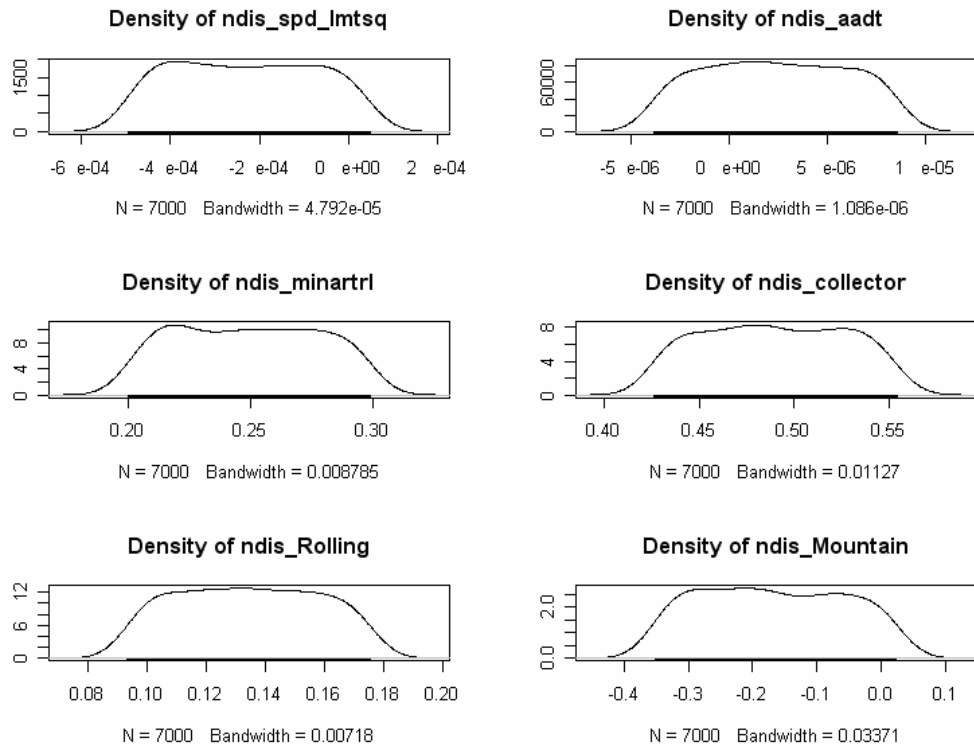 Density of ndis_spd_lmtsq
0 1500
-6 e-04 -4 e-04 -2 e-04 0 e+00 2 e-04
N = 7000 Bandwidth = 4.792e-05
Density of ndis_aadt
0 60000
-5 e-06 0 e+00 5 e-06 1 e-05
N = 7000 Bandwidth = 1.086e-06
Density of ndis_minartrl
0 4 8
0.20 0.25 0.30
N = 7000 Bandwidth = 0.008785
Density of ndis_collector
0 4 8
0.40 0.45 0.50 0.55
N = 7000 Bandwidth = 0.01127
Density of ndis_Rolling
0 6 12
0.08 0.10 0.12 0.14 0.16 0.18 0.20
N = 7000 Bandwidth = 0.00718
Density of ndis_Mountain
0.0 2.0
-0.4 -0.3 -0.2 -0.1 0.0 0.1
N = 7000 Bandwidth = 0.03371